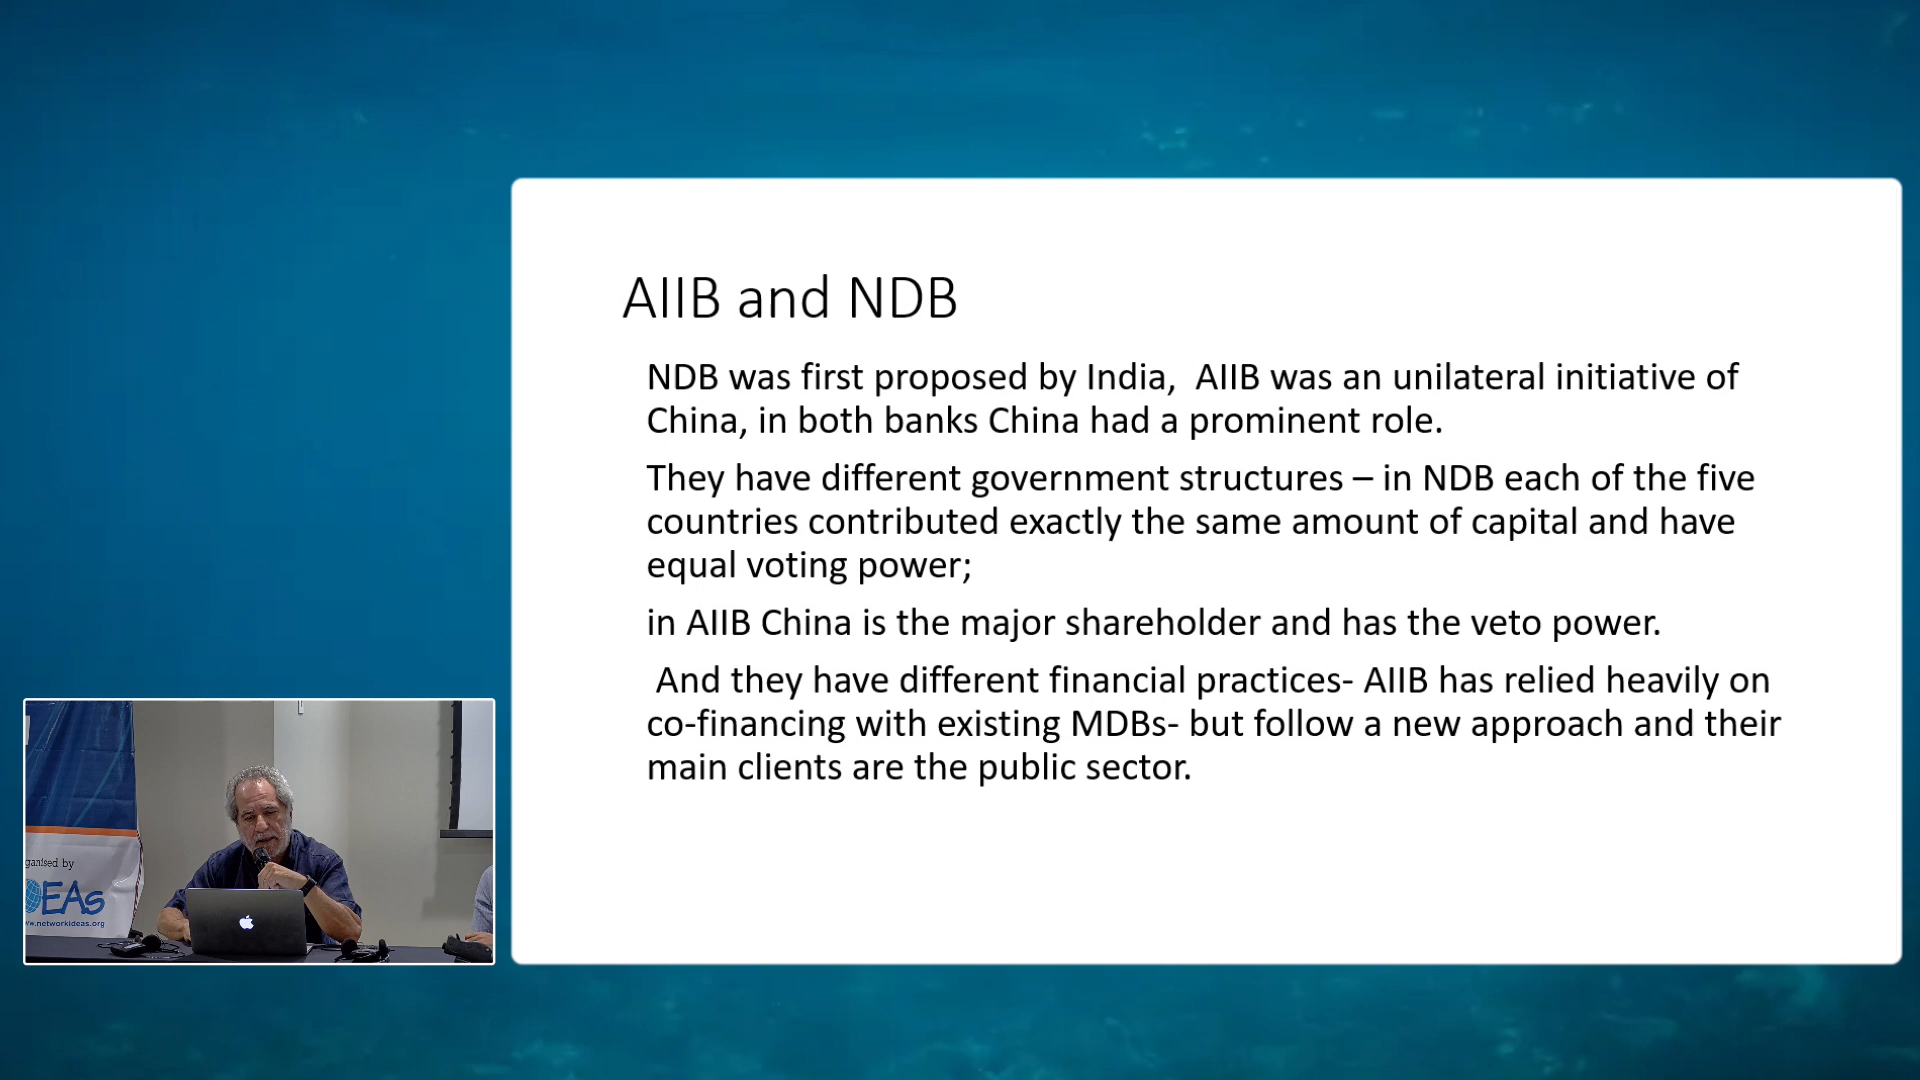 AIIB and NDB
NDB was first proposed by India, AIIB was an unilateral initiative of
China, in both banks China had a prominent role.
They have different government structures – in NDB each of the five
countries contributed exactly the same amount of capital and have
equal voting power;
in AIIB China is the major shareholder and has the veto power.
And they have different financial practices- AIIB has relied heavily on
co-financing with existing MDBs- but follow a new approach and their
main clients are the public sector.
ganised by
EAs
w.networkideas.org